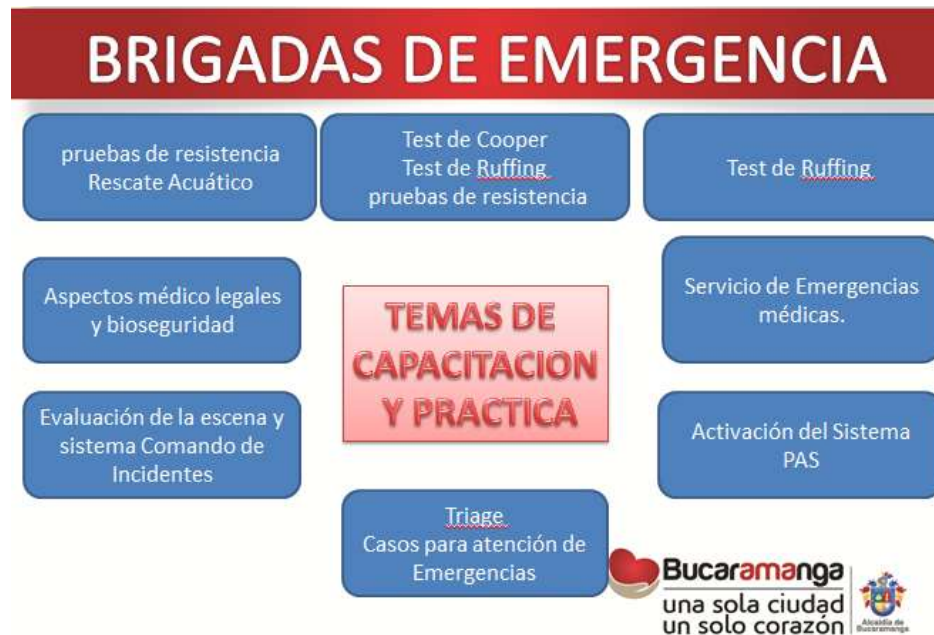 BRIGADAS DE EMERGENCIA
pruebas de resistencia
Rescate Acuático
Test de Cooper
Test de Ruffing
pruebas de resistencia
Test de Ruffing
Aspectos médico legales
y bioseguridad
TEMAS DE
CAPACITACION
Y PRACTICA
Servicio de Emergencias
médicas.
Evaluación de la escena y
sistema Comando de
Incidentes
Activación del Sistema
PAS
Triage
Casos para atención de
Emergencias
Bucaramanga
una sola ciudad
un solo corazón
Alcaldía de
Bucaramanga